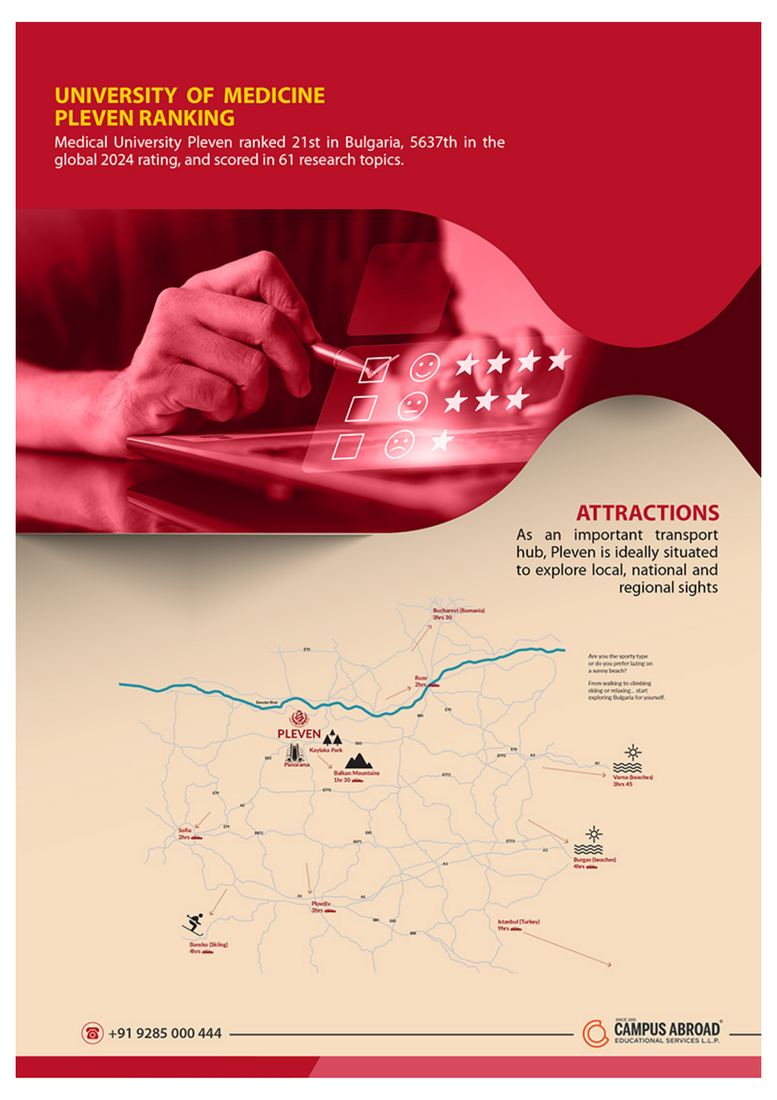 UNIVERSITY OF MEDICINE
PLEVEN RANKING
Medical University Pleven ranked 21st in Bulgaria, 5637th in the
global 2024 rating, and scored in 61 research topics.
ATTRACTIONS
As an important transport
hub, Pleven is ideally situated
to explore local, national and
regional sights
Bucharest (Romania)
3hrs 30
Are you the sporty type
or do you prefer lazing on
a sunny beach?
From walking to climbing
skiing or relaxing... start
exploring Bulgaria for yourself.
Ruse
2hrs
Danube River
PLEVEN
Kaylaka Park
Panorama
Balkan Mountains
1hr 30
Varna (beaches)
3hrs 45
Sofia
2hrs
Burgas (beaches)
4hrs
Plovdiv
3hrs
Istanbul (Turkey)
9hrs
Bansko (Skiing)
4hrs
+91 9285 000 444
SINCE 2001
CAMPUS ABROAD
EDUCATIONAL SERVICES L.L.P.